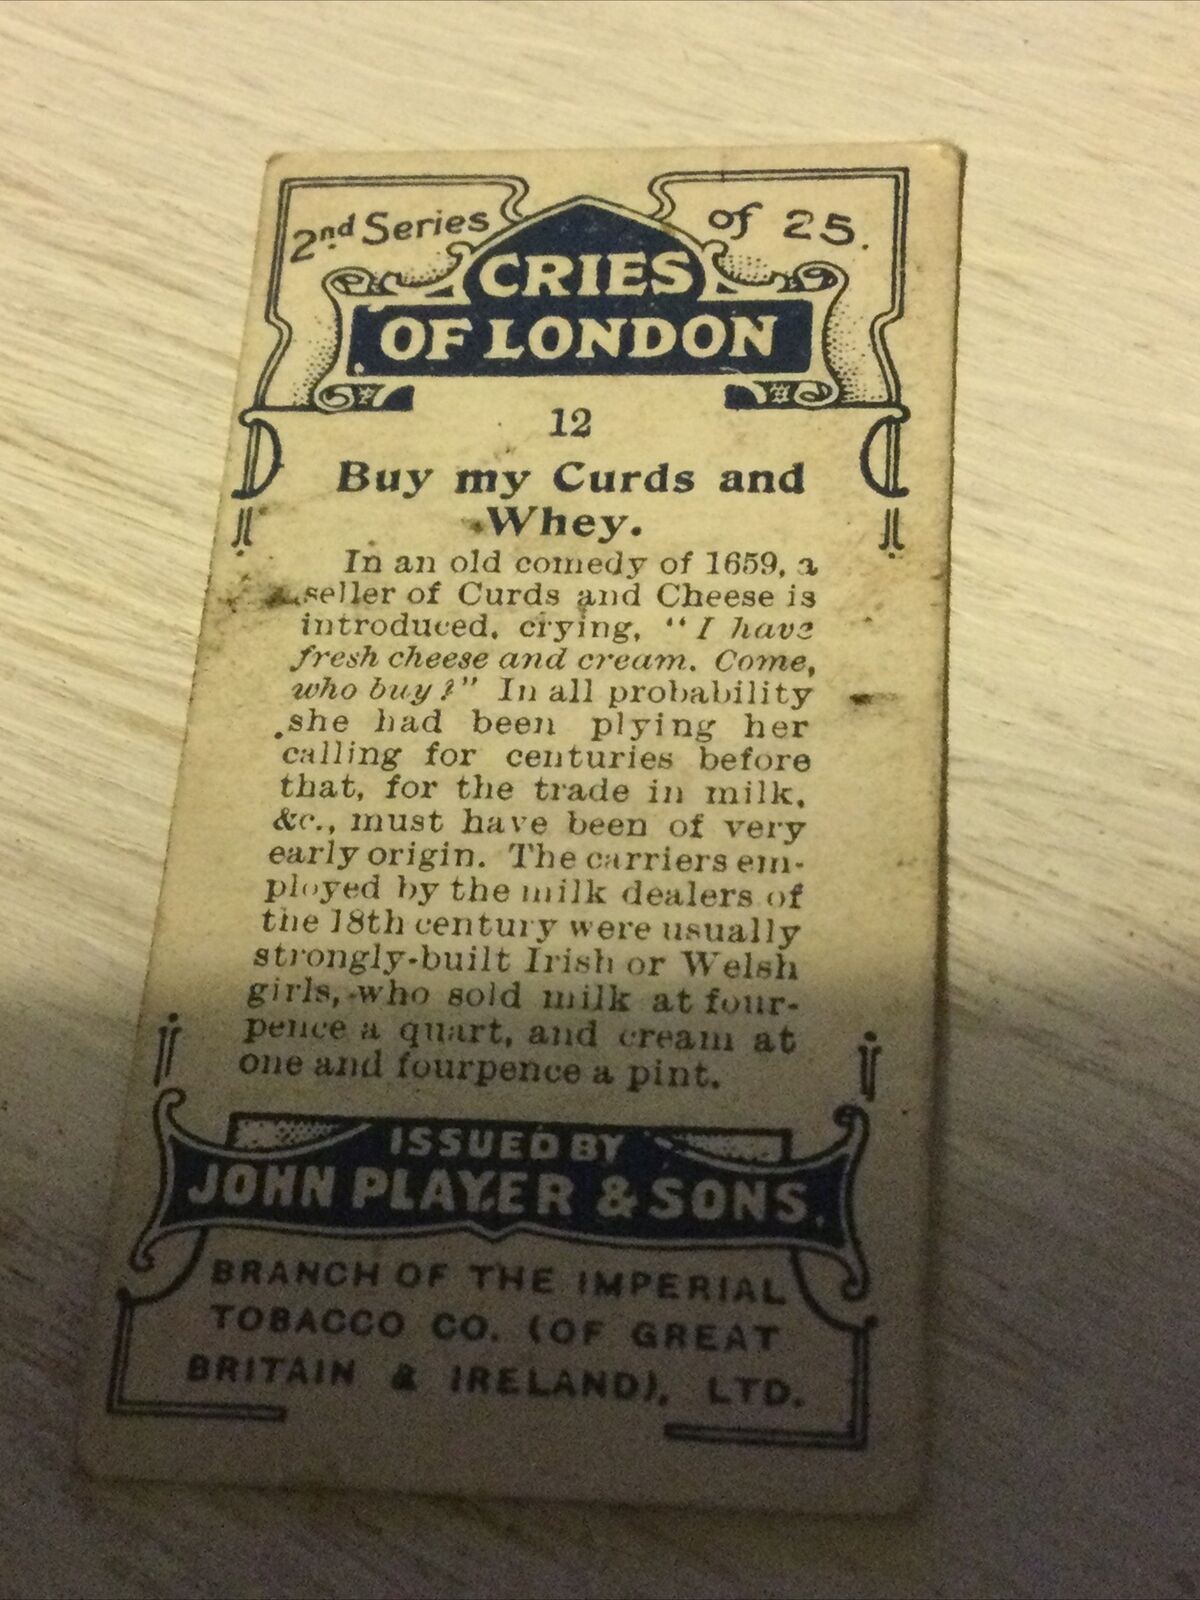 2nd Series of 25.
CRIES
OF LONDON
12
Buy my Curds and
Whey.
In an old comedy of 1659, a
seller of Curds and Cheese is
introduced, crying, "I have
fresh cheese and cream. Come,
who buy?" In all probability
she had been plying her
calling for centuries before
that, for the trade in milk,
&c., must have been of very
early origin. The carriers em-
ployed by the milk dealers of
the 18th century were usually
strongly-built Irish or Welsh
girls, who sold milk at four-
pence a quart, and cream at
one and fourpence a pint.
ISSUED BY
JOHN PLAYER & SONS.
BRANCH OF THE IMPERIAL
TOBACCO CO. (OF GREAT
BRITAIN & IRELAND), LTD.